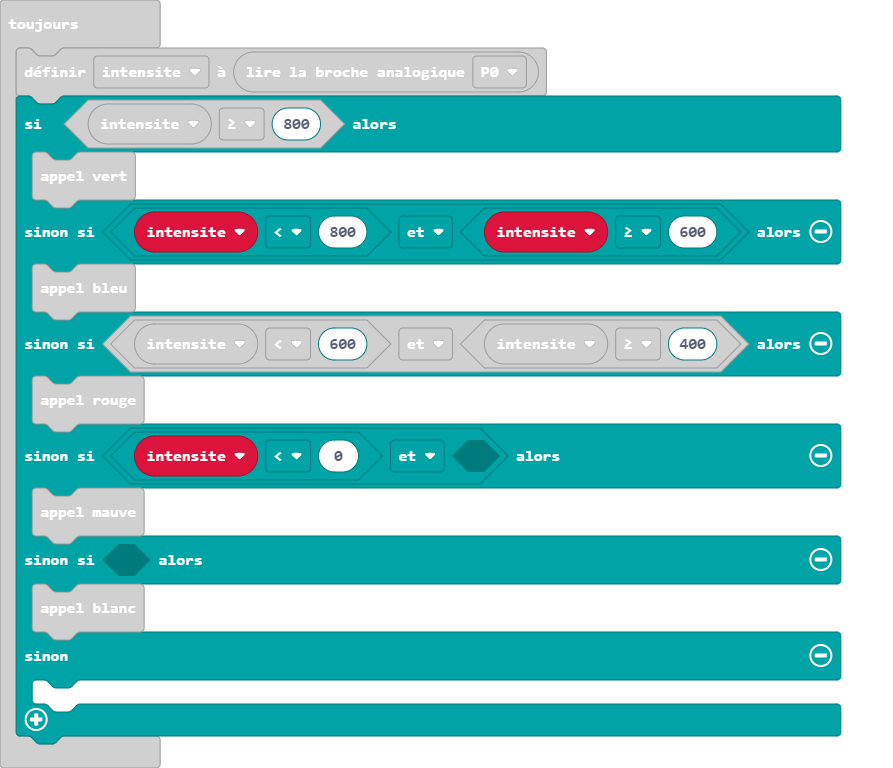 toujours
définir intensite à lire la broche analogique P0
si intensite ≥ 800 alors
appel vert
sinon si intensite < 800 et intensite ≥ 600 alors
appel bleu
sinon si intensite < 600 et intensite ≥ 400 alors
appel rouge
sinon si intensite < 0 et alors
appel mauve
sinon si alors
appel blanc
sinon